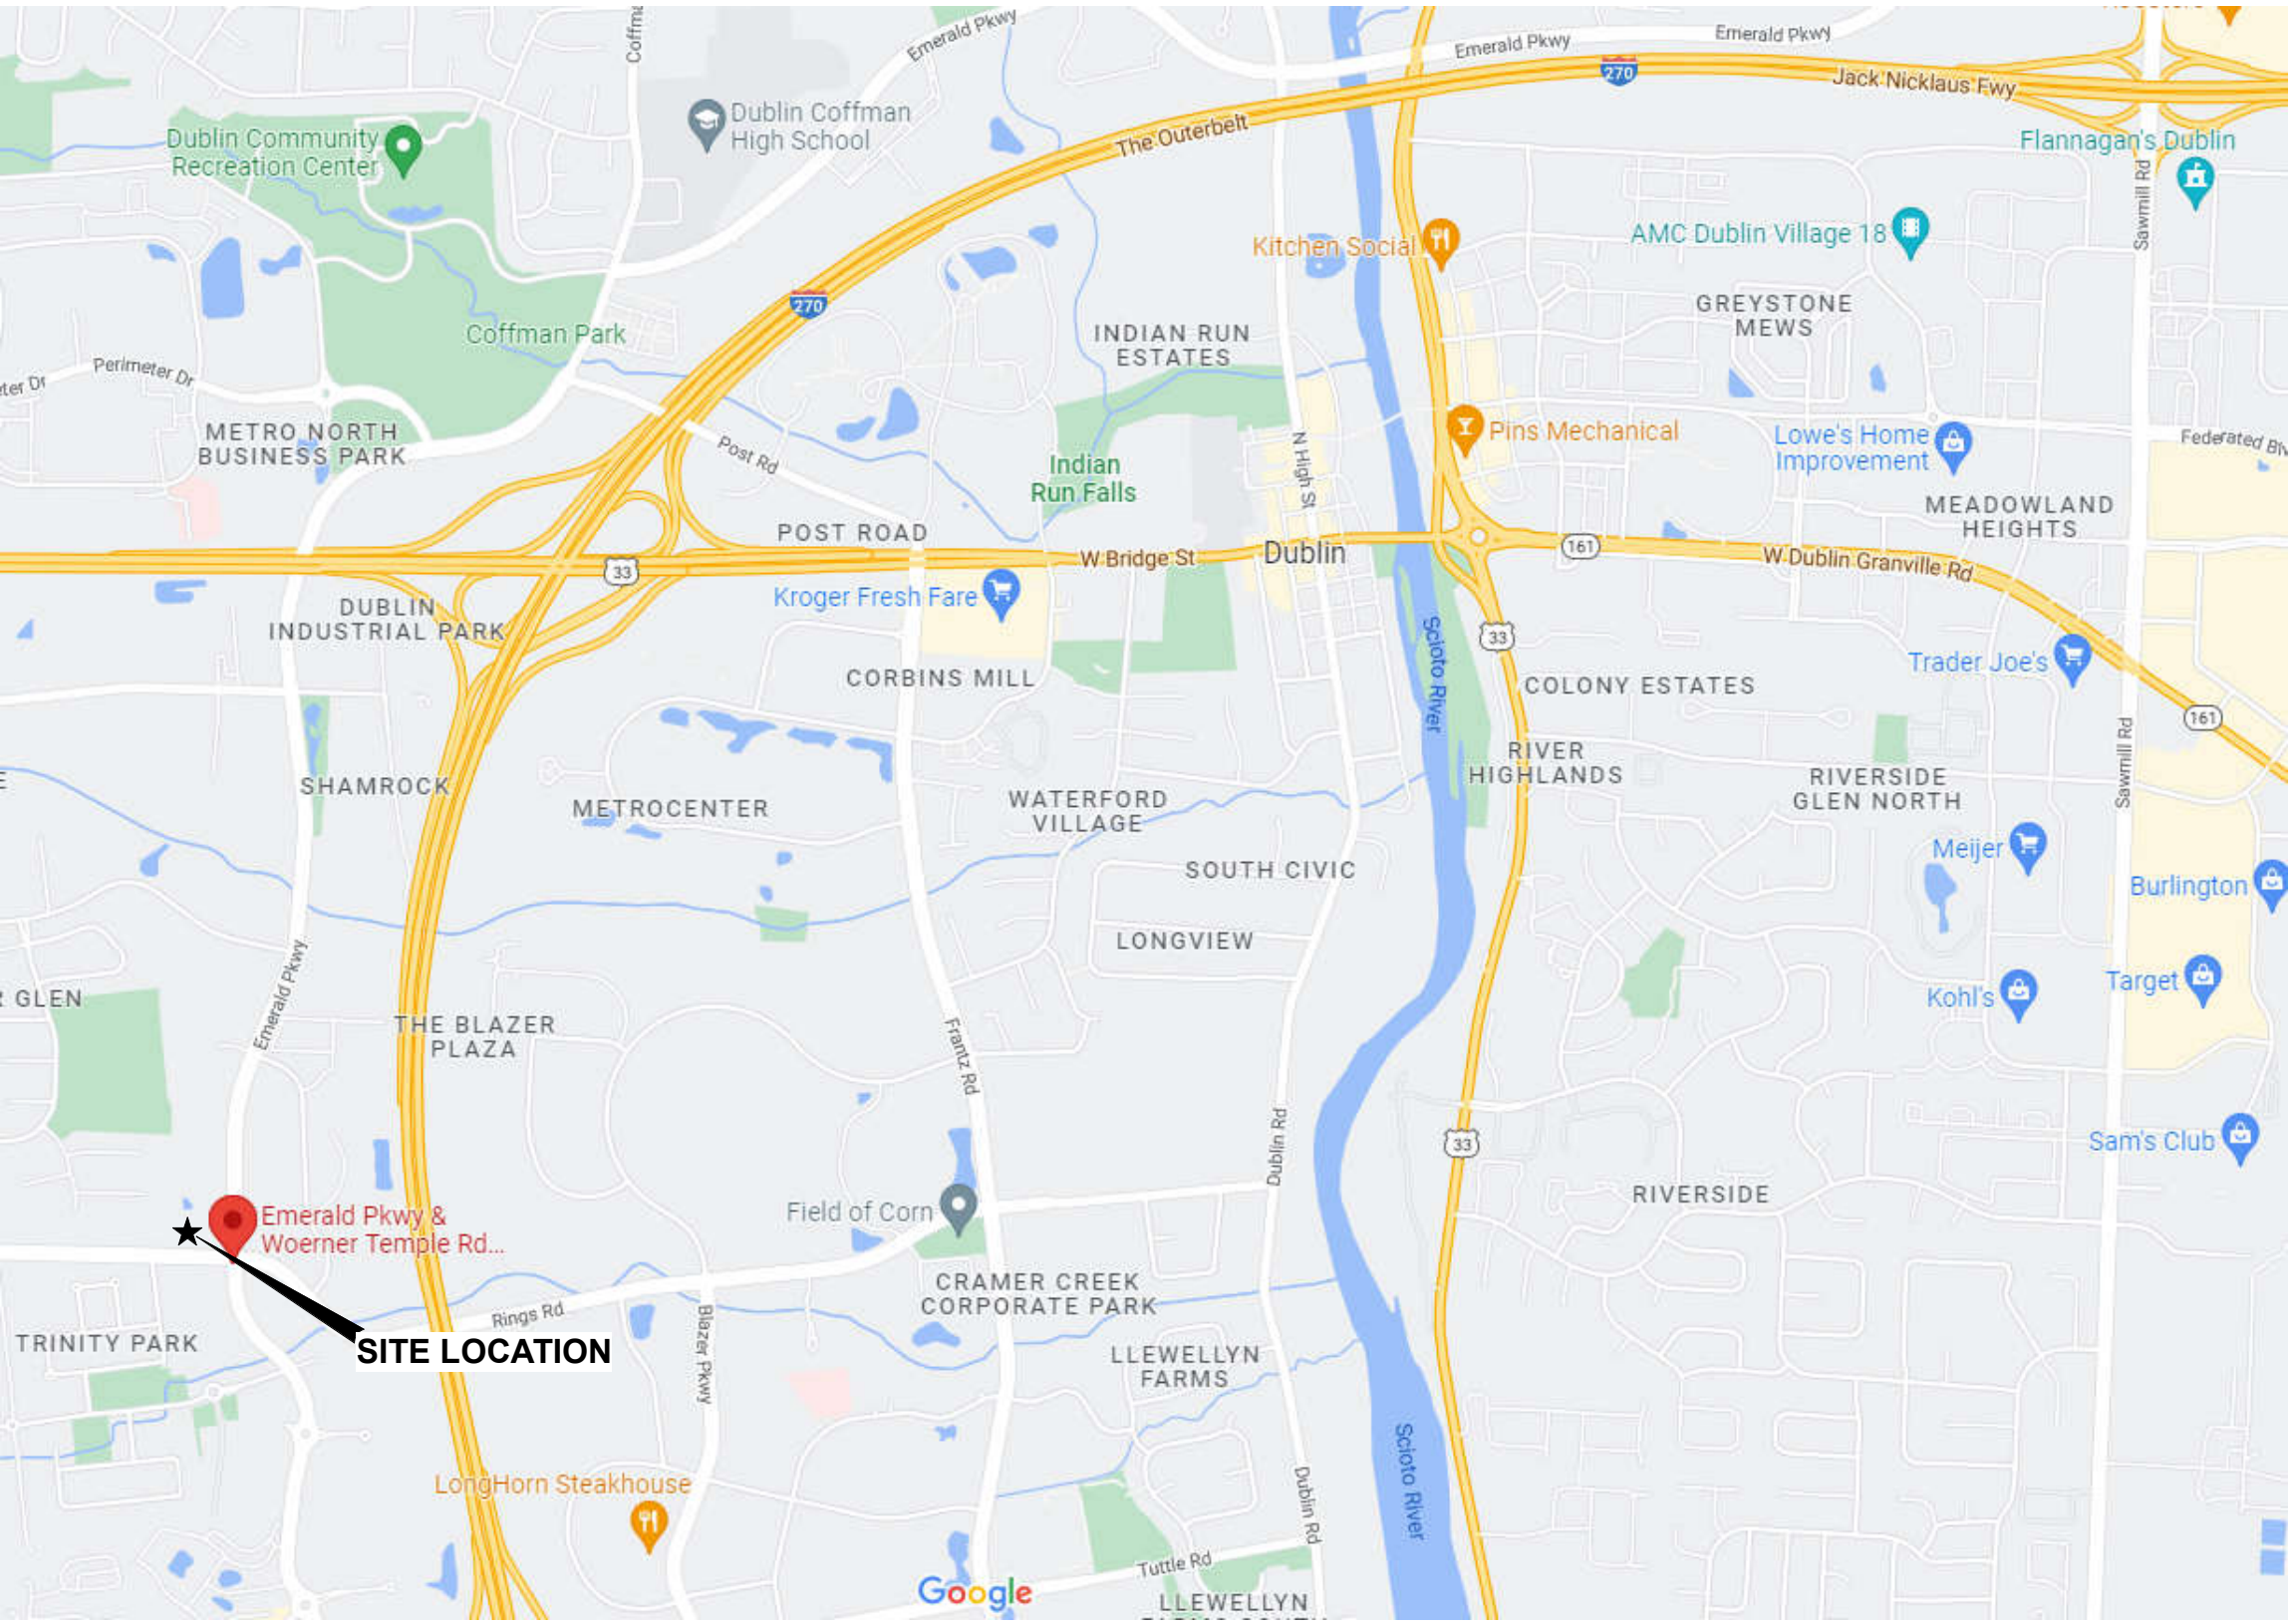 Emerald Pkwy
Emerald Pkwy
Emerald Pkwy
270
Jack Nicklaus Fwy
Dublin Coffman
High School
The Outerbelt
Dublin Community
Recreation Center
Flannagan's Dublin
Sawmill Rd
Kitchen Social
AMC Dublin Village 18
270
GREYSTONE
MEWS
Coffman Park
INDIAN RUN
ESTATES
Perimeter Dr
METRO NORTH
BUSINESS PARK
Post Rd
N High St
Pins Mechanical
Lowe's Home
Improvement
Indian
Run Falls
MEADOWLAND
HEIGHTS
POST ROAD
W Bridge St
Dublin
161
W Dublin Granville Rd
33
Kroger Fresh Fare
DUBLIN
INDUSTRIAL PARK
Scioto River
33
Trader Joe's
CORBINS MILL
COLONY ESTATES
161
Sawmill Rd
SHAMROCK
METROCENTER
WATERFORD
VILLAGE
RIVER
HIGHLANDS
RIVERSIDE
GLEN NORTH
Meijer
SOUTH CIVIC
Burlington
LONGVIEW
Emerald Pkwy
GLEN
Kohl's
Target
THE BLAZER
PLAZA
Frantz Rd
Dublin Rd
33
Sam's Club
Emerald Pkwy &
Woerner Temple Rd...
Field of Corn
RIVERSIDE
CRAMER CREEK
CORPORATE PARK
Rings Rd
Blazer Pkwy
TRINITY PARK
SITE LOCATION
LLEWELLYN
FARMS
LongHorn Steakhouse
Scioto River
Dublin Rd
Tuttle Rd
Google
LLEWELLYN